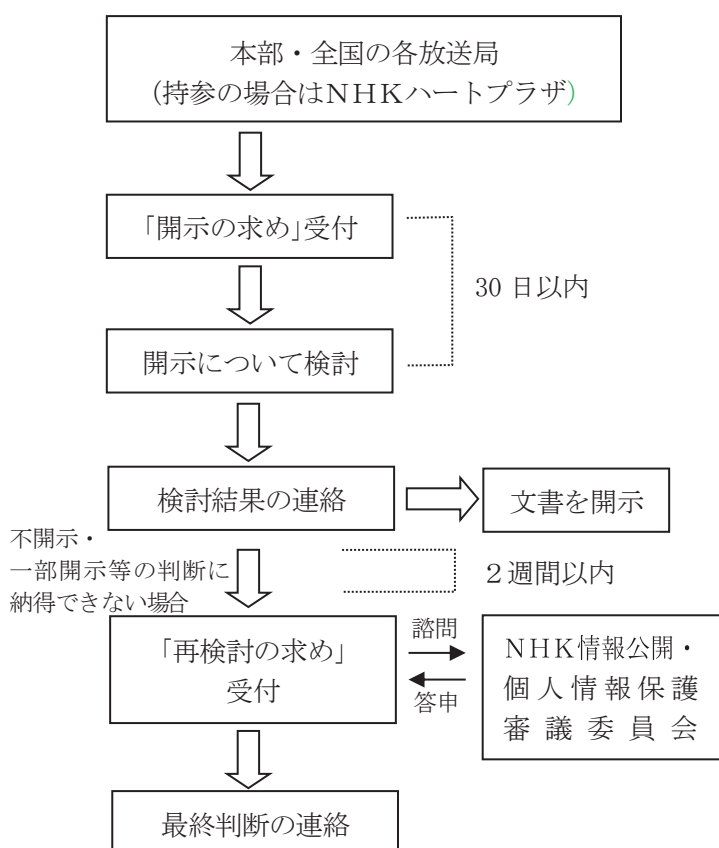 本部・全国の各放送局
(持参の場合はNHKハートプラザ)
「開示の求め」受付
30 日以内
開示について検討
検討結果の連絡
文書を開示
不開示・
一部開示等の判断に
納得できない場合
２週間以内
「再検討の求め」
受付
諮問
答申
ＮＨＫ情報公開・
個人情報保護
審議委員会
最終判断の連絡